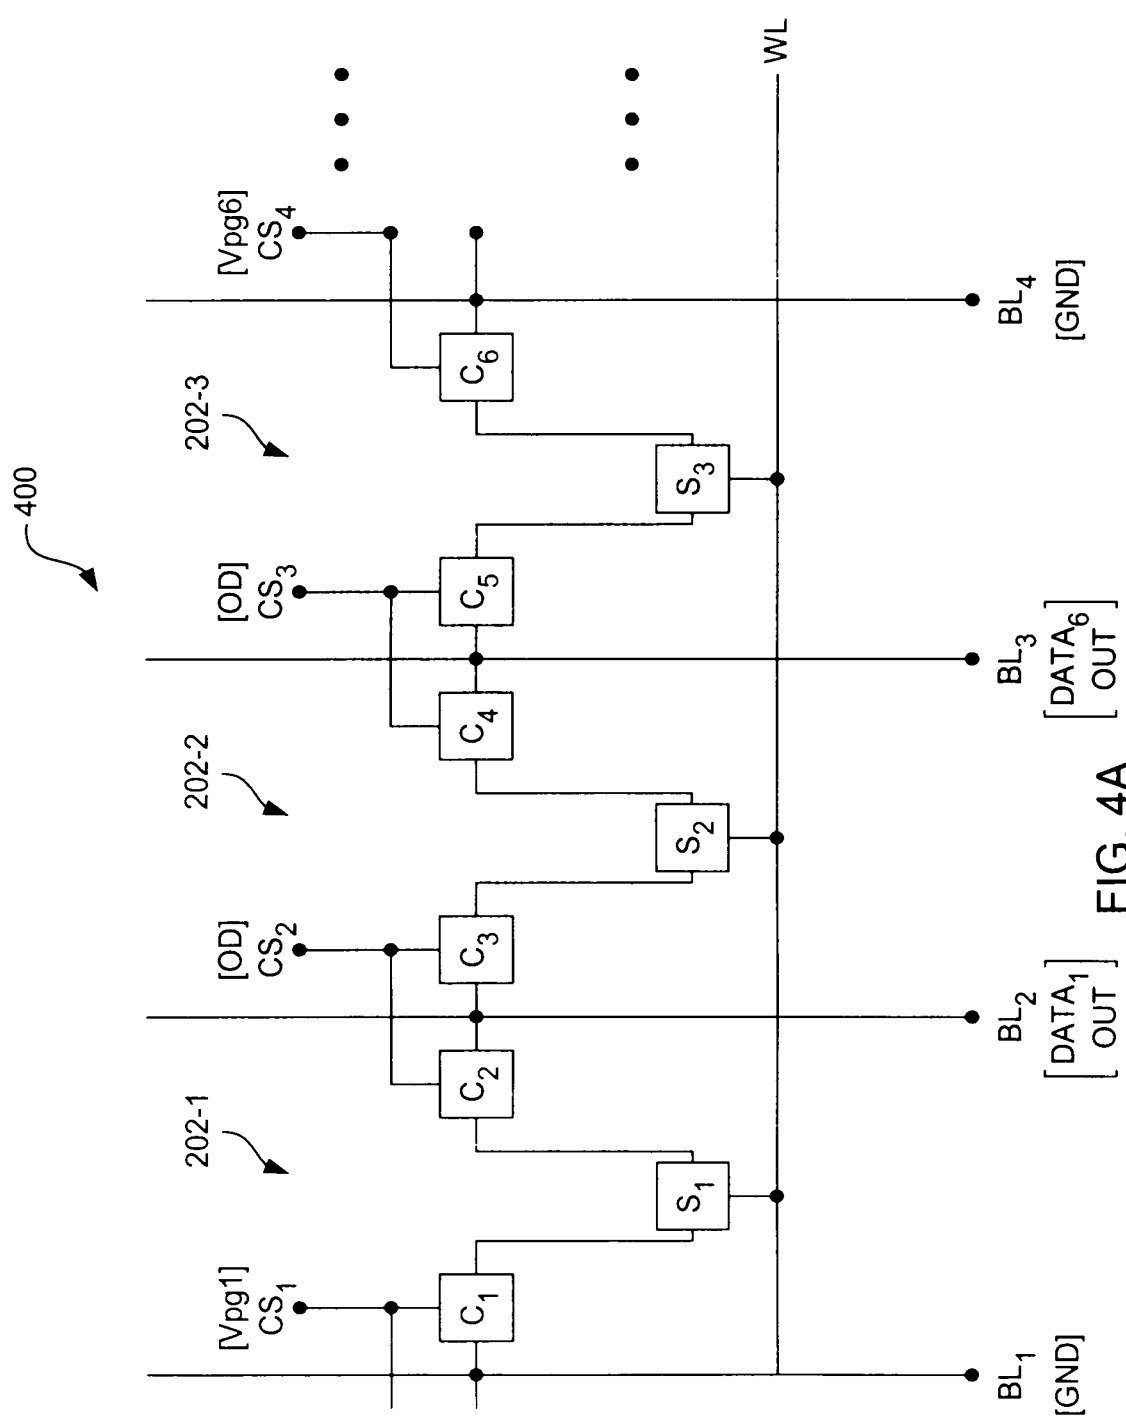 400
202-1
202-2
202-3
[Vpg1]
CS1
[OD]
CS2
[OD]
CS3
[Vpg6]
CS4
C1
C2
C3
C4
C5
C6
S1
S2
S3
WL
BL1
[GND]
BL2
[DATA1
OUT]
BL3
[DATA6
OUT]
BL4
[GND]
FIG. 4A